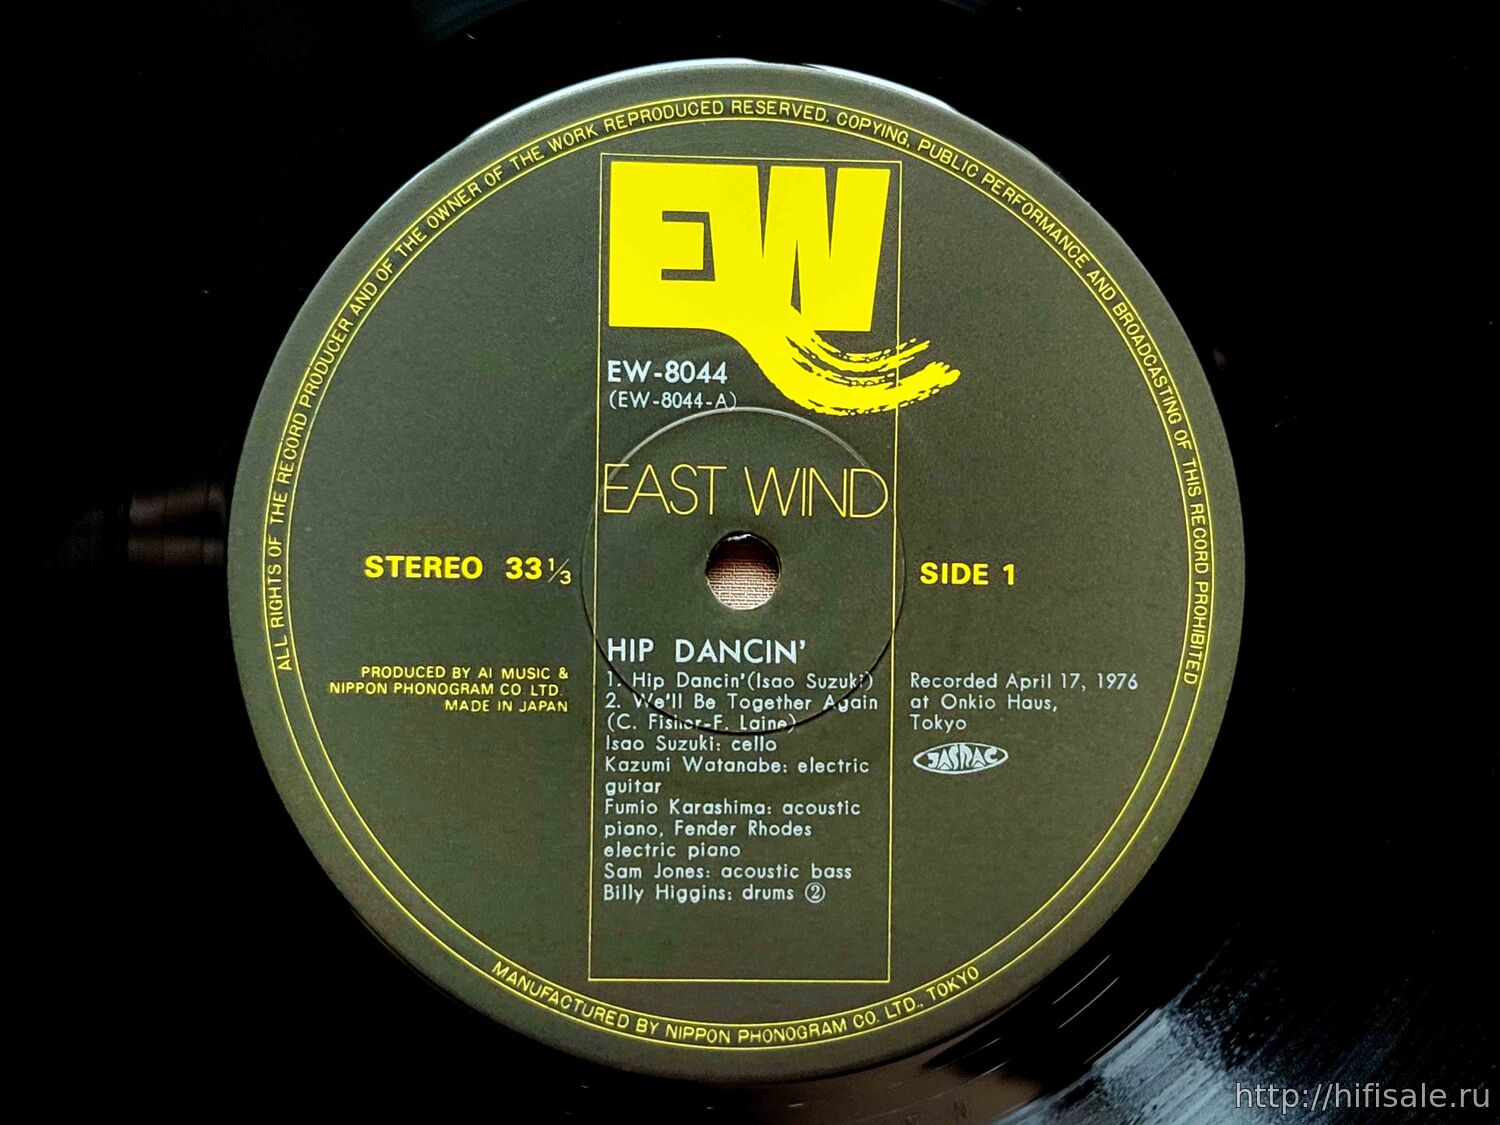 ALL RIGHTS OF THE RECORD PRODUCER AND OF THE OWNER OF THE WORK REPRODUCED RESERVED. COPYING, PUBLIC PERFORMANCE AND BROADCASTING OF THIS RECORD PROHIBITED
EW
EW-8044
(EW-8044-A)
EAST WIND
STEREO 33⅓
SIDE 1
HIP DANCIN'
1. Hip Dancin' (Isao Suzuki)
2. We'll Be Together Again
(C. Fisher-F. Laine)
Isao Suzuki: cello
Kazumi Watanabe: electric
guitar
Fumio Karashima: acoustic
piano, Fender Rhodes
electric piano
Sam Jones: acoustic bass
Billy Higgins: drums ②
PRODUCED BY AI MUSIC &
NIPPON PHONOGRAM CO. LTD.
MADE IN JAPAN
Recorded April 17, 1976
at Onkio Haus,
Tokyo
JASRAC
MANUFACTURED BY NIPPON PHONOGRAM CO. LTD., TOKYO
http://hifisale.ru